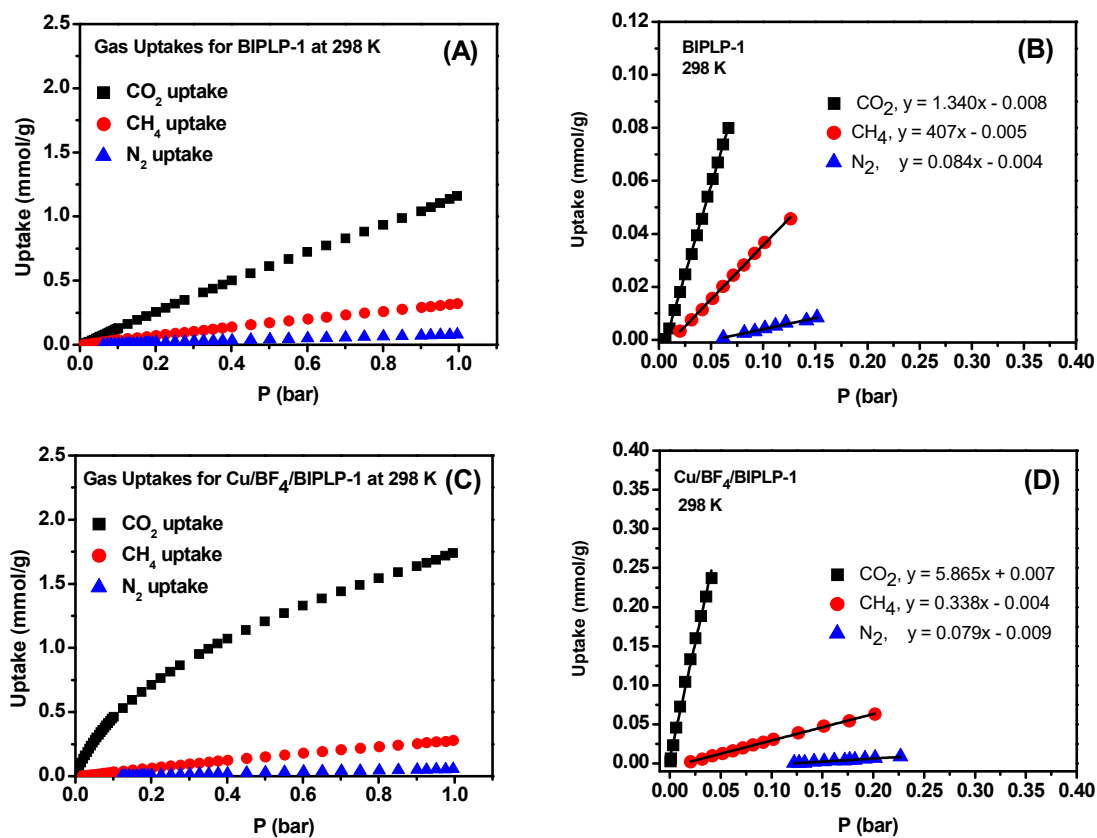 Gas Uptakes for BIPLP-1 at 298 K
(A)
CO2 uptake
CH4 uptake
N2 uptake
Uptake (mmol/g)
2.5
2.0
1.5
1.0
0.5
0.0
0.0 0.2 0.4 0.6 0.8 1.0
P (bar)
BIPLP-1
298 K
(B)
CO2, y = 1.340x - 0.008
CH4, y = 407x - 0.005
N2, y = 0.084x - 0.004
Uptake (mmol/g)
0.12
0.10
0.08
0.06
0.04
0.02
0.00
0.00 0.05 0.10 0.15 0.20 0.25 0.30 0.35 0.40
P (bar)
Gas Uptakes for Cu/BF4/BIPLP-1 at 298 K
(C)
CO2 uptake
CH4 uptake
N2 uptake
Uptake (mmol/g)
2.5
2.0
1.5
1.0
0.5
0.0
0.0 0.2 0.4 0.6 0.8 1.0
P (bar)
Cu/BF4/BIPLP-1
298 K
(D)
CO2, y = 5.865x + 0.007
CH4, y = 0.338x - 0.004
N2, y = 0.079x - 0.009
Uptake (mmol/g)
0.40
0.35
0.30
0.25
0.20
0.15
0.10
0.05
0.00
0.00 0.05 0.10 0.15 0.20 0.25 0.30 0.35 0.40
P (bar)